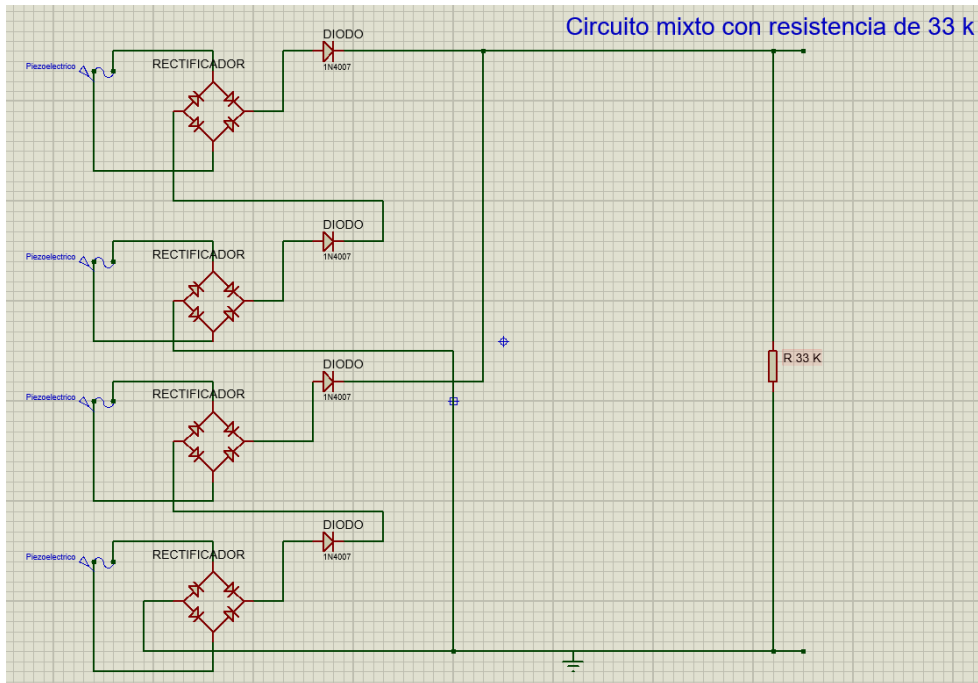 Circuito mixto con resistencia de 33 k
DIODO
Piezoelectrico
RECTIFICADOR
1N4007
DIODO
Piezoelectrico
RECTIFICADOR
1N4007
R 33 K
DIODO
Piezoelectrico
RECTIFICADOR
1N4007
DIODO
Piezoelectrico
RECTIFICADOR
1N4007